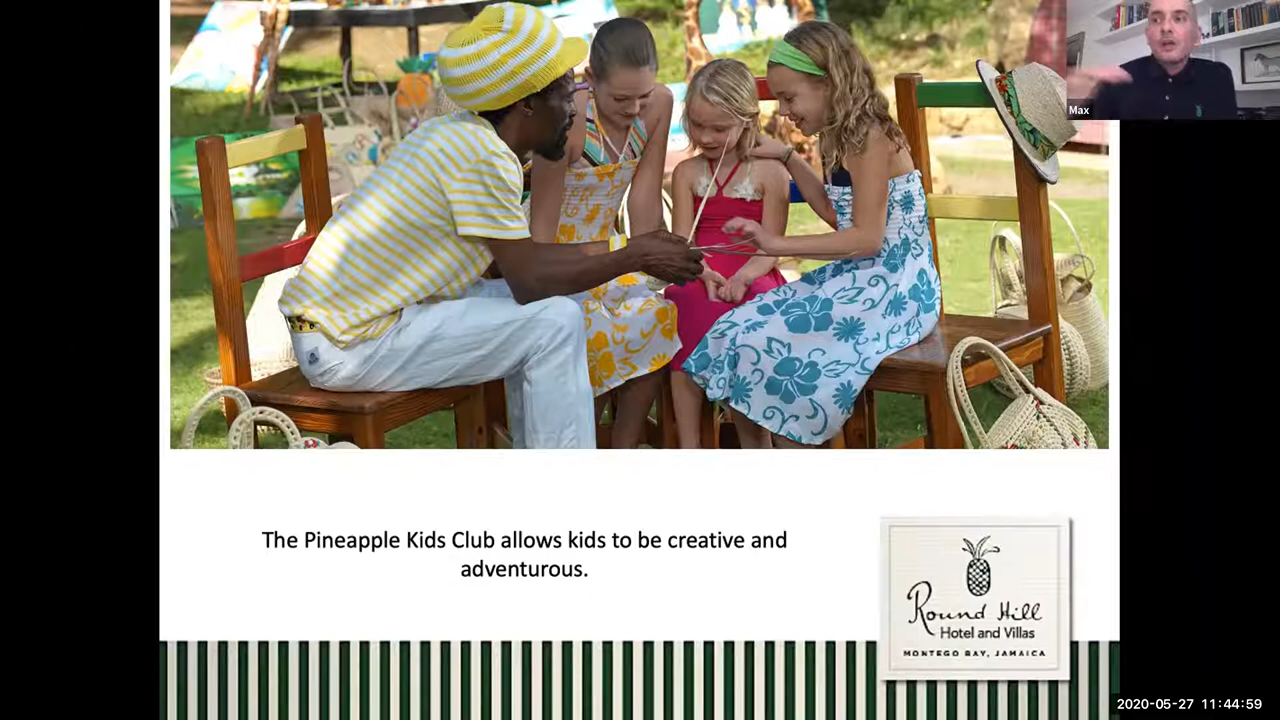 Max
The Pineapple Kids Club allows kids to be creative and
adventurous.
Round Hill
Hotel and Villas
MONTEGO BAY, JAMAICA
2020-05-27 11:44:59